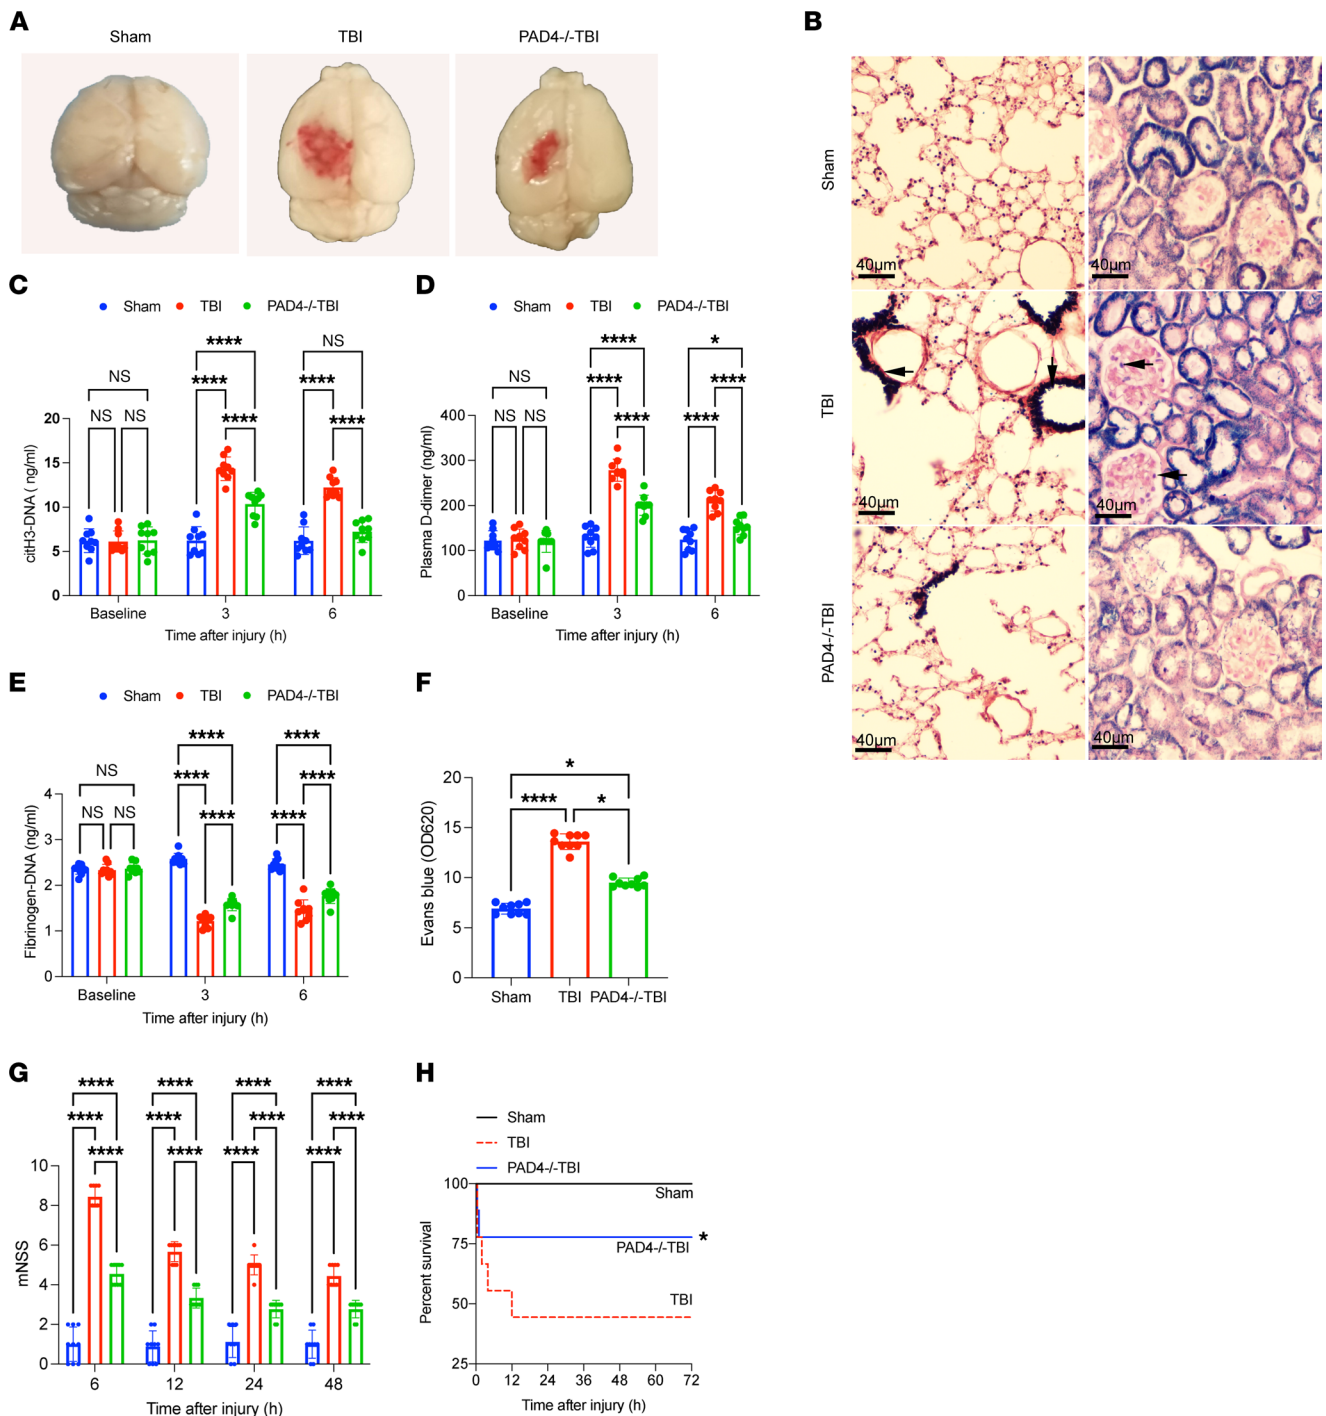 A
Sham
TBI
PAD4-/-TBI
B
Sham
40µm
40µm
TBI
40µm
40µm
PAD4-/-TBI
40µm
40µm
C
Sham TBI PAD4-/-TBI
citH3-DNA ( ng/ml)
20
15
10
5
0
NS
NS NS
****
****
****
NS
****
****
Baseline 3 6
Time after injury (h)
D
Sham TBI PAD4-/-TBI
Plasma D-dimer (ng/ml)
400
300
200
100
0
NS
NS NS
****
****
****
*
****
****
Baseline 3 6
Time after injury (h)
E
Sham TBI PAD4-/-TBI
Fibrinogen-DNA (ng/ml)
4
3
2
1
0
NS
NS NS
****
****
****
****
****
****
Baseline 3 6
Time after injury (h)
F
Evans blue (OD620)
20
15
10
5
0
*
**** *
Sham TBI PAD4-/-TBI
G
mNSS
10
8
6
4
2
0
**** **** **** ****
**** **** **** ****
**** **** **** ****
6 12 24 48
Time after injury (h)
H
Sham
TBI
PAD4-/-TBI
Percent survival
100
75
50
25
Sham
PAD4-/-TBI
*
TBI
0 12 24 36 48 60 72
Time after injury (h)